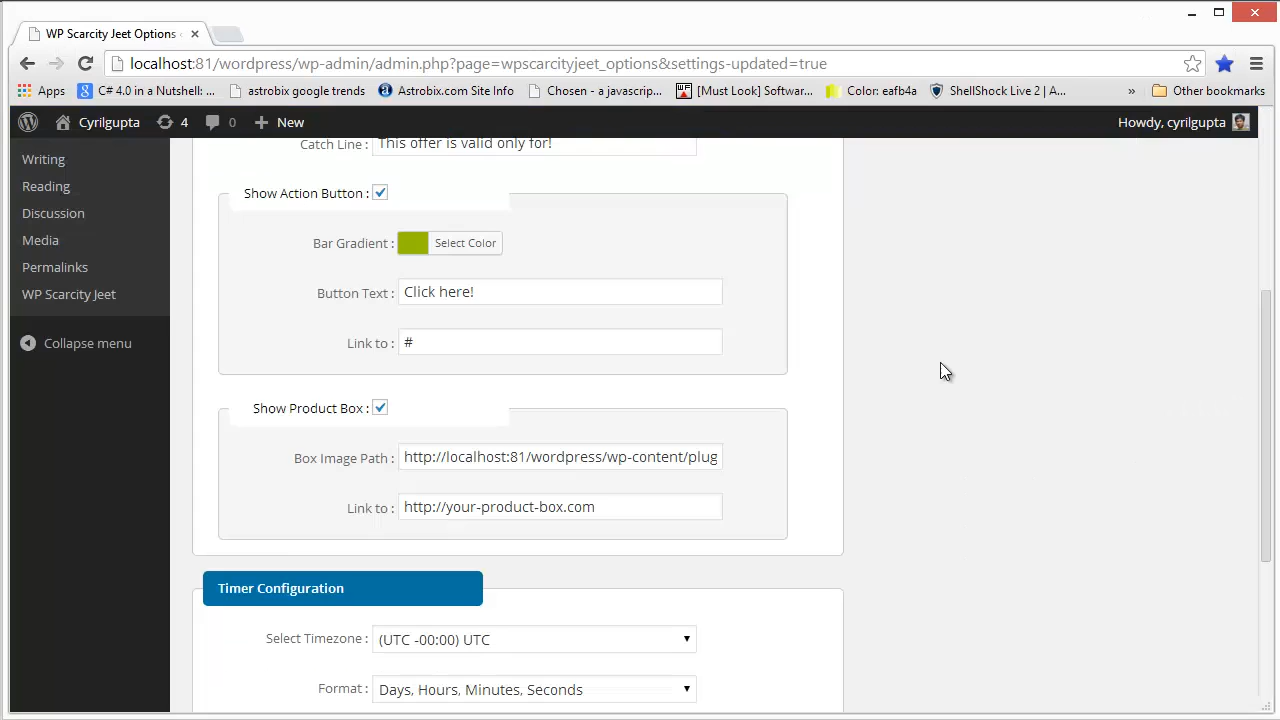 WP Scarcity Jeet Options
localhost:81/wordpress/wp-admin/admin.php?page=wpscarcityjeet_options&settings-updated=true
Apps C# 4.0 in a Nutshell: ... astrobix google trends Astrobix.com Site Info Chosen - a javascrip... [Must Look] Softwar... Color: eafb4a ShellShock Live 2 | A... » Other bookmarks
Cyrilgupta 4 0 New Howdy, cyrilgupta
Writing
Reading
Discussion
Media
Permalinks
WP Scarcity Jeet
Collapse menu
Catch Line : This offer is valid only for!
Show Action Button :
Bar Gradient : Select Color
Button Text : Click here!
Link to : #
Show Product Box :
Box Image Path : http://localhost:81/wordpress/wp-content/plug
Link to : http://your-product-box.com
Timer Configuration
Select Timezone : (UTC -00:00) UTC
Format : Days, Hours, Minutes, Seconds